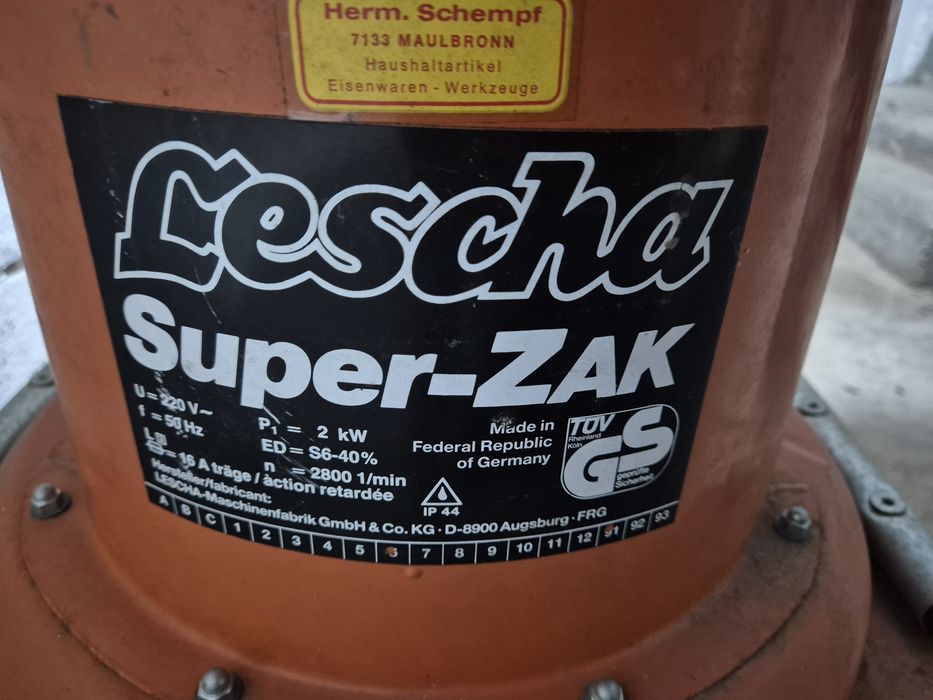 Herm. Schempf
7133 MAULBRONN
Haushaltartikel
Eisenwaren - Werkzeuge
Lescha
Super-ZAK
U = 220 V~
f = 50 Hz
= 16 A träge / action retardée
P1 = 2 kW
ED = S6-40%
n = 2800 1/min
Made in
Federal Republic
of Germany
TÜV
Rheinland
Köln
GS
geprüfte
Sicherheit
IP 44
Hersteller/fabricant:
LESCHA-Maschinenfabrik GmbH & Co. KG · D-8900 Augsburg · FRG
A B C 1 2 3 4 5 6 7 8 9 10 11 12 91 92 93